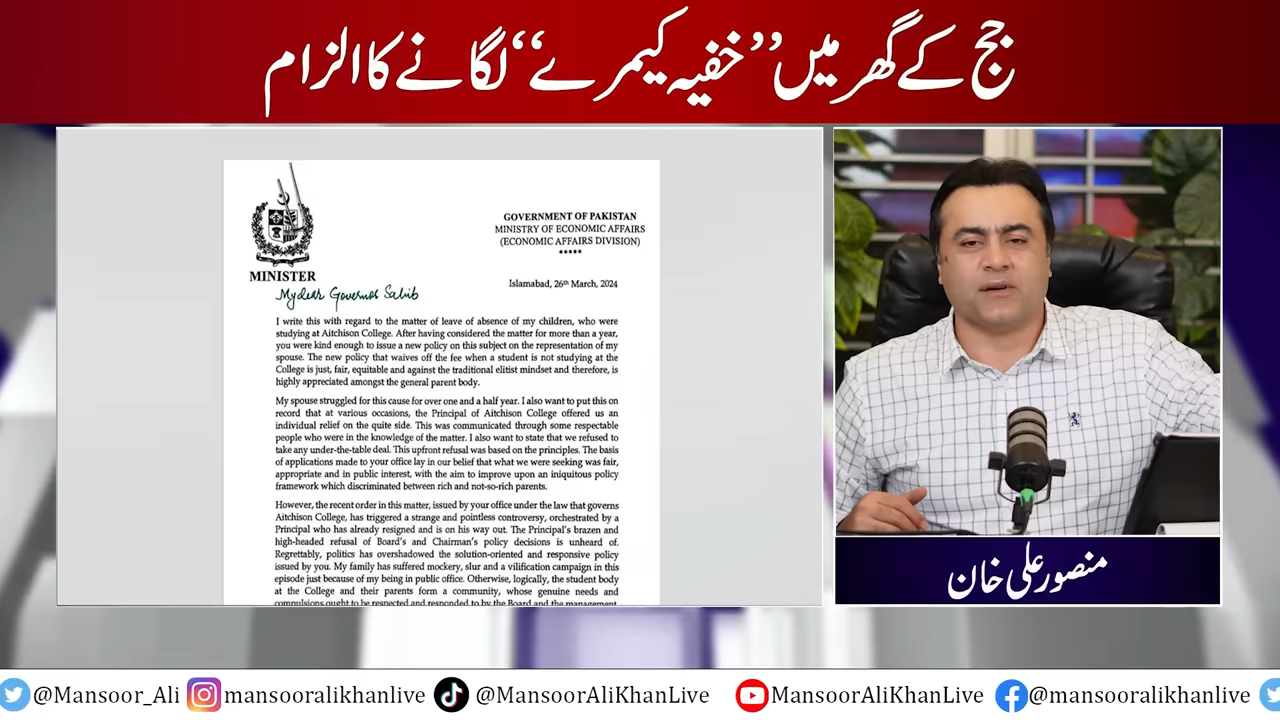 جج کے گھر میں ”خفیہ کیمرے“ لگانے کا الزام
MINISTER
GOVERNMENT OF PAKISTAN
MINISTRY OF ECONOMIC AFFAIRS
(ECONOMIC AFFAIRS DIVISION)
*****
Islamabad, 26th March, 2024
My dear Governor Sahib
I write this with regard to the matter of leave of absence of my children, who were
studying at Aitchison College. After having considered the matter for more than a year,
you were kind enough to issue a new policy on this subject on the representation of my
spouse. The new policy that waives off the fee when a student is not studying at the
College is just, fair, equitable and against the traditional elitist mindset and therefore, is
highly appreciated amongst the general parent body.
My spouse struggled for this cause for over one and a half year. I also want to put this on
record that at various occasions, the Principal of Aitchison College offered us an
individual relief on the quite side. This was communicated through some respectable
people who were in the knowledge of the matter. I also want to state that we refused to
take any under-the-table deal. This upfront refusal was based on the principles. The basis
of applications made to your office lay in our belief that what we were seeking was fair,
appropriate and in public interest, with the aim to improve upon an iniquitous policy
framework which discriminated between rich and not-so-rich parents.
However, the recent order in this matter, issued by your office under the law that governs
Aitchison College, has triggered a strange and pointless controversy, orchestrated by a
Principal who has already resigned and is on his way out. The Principal's brazen and
high-headed refusal of Board's and Chairman's policy decisions is unheard of.
Regrettably, politics has overshadowed the solution-oriented and responsive policy
issued by you. My family has suffered mockery, slur and a vilification campaign in this
episode just because of my being in public office. Otherwise, logically, the student body
at the College and their parents form a community, whose genuine needs and
compulsions ought to be respected and responded to by the Board and the management
منصور علی خان
@Mansoor_Ali mansooralikhanlive @MansoorAliKhanLive MansoorAliKhanLive @mansooralikhanlive